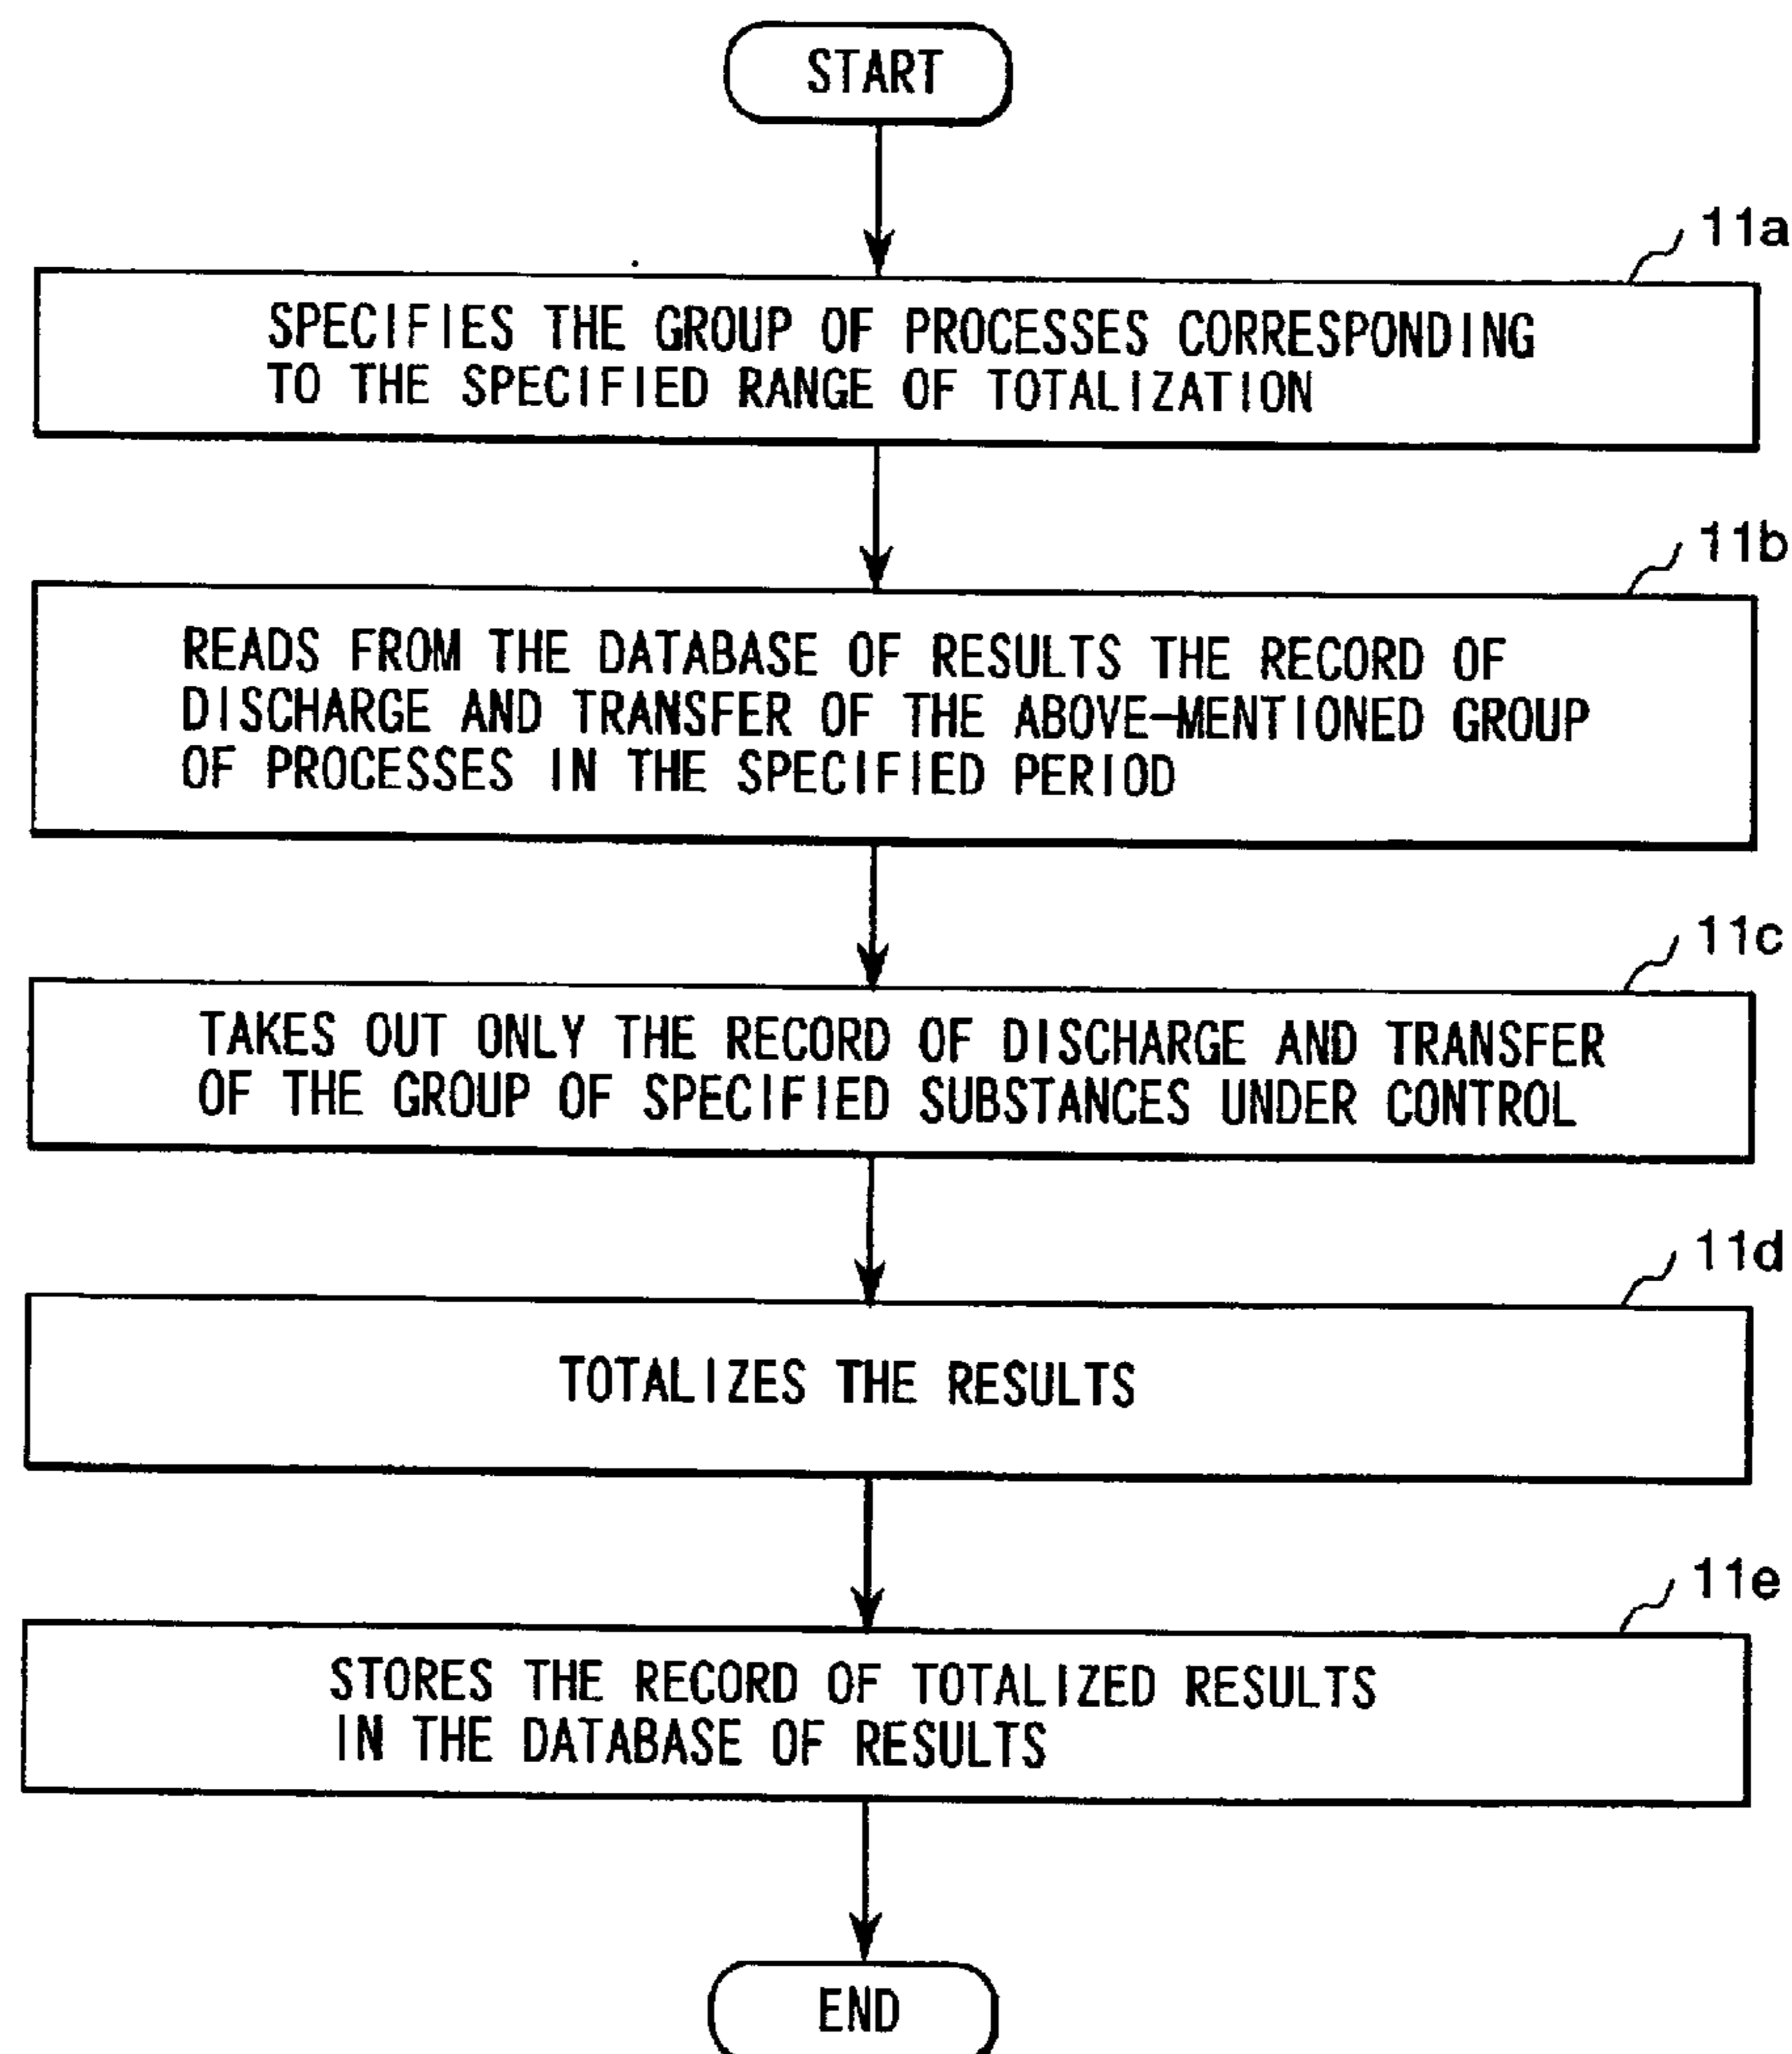 START
11a
SPECIFIES THE GROUP OF PROCESSES CORRESPONDING
TO THE SPECIFIED RANGE OF TOTALIZATION
11b
READS FROM THE DATABASE OF RESULTS THE RECORD OF
DISCHARGE AND TRANSFER OF THE ABOVE-MENTIONED GROUP
OF PROCESSES IN THE SPECIFIED PERIOD
11c
TAKES OUT ONLY THE RECORD OF DISCHARGE AND TRANSFER
OF THE GROUP OF SPECIFIED SUBSTANCES UNDER CONTROL
11d
TOTALIZES THE RESULTS
11e
STORES THE RECORD OF TOTALIZED RESULTS
IN THE DATABASE OF RESULTS
END